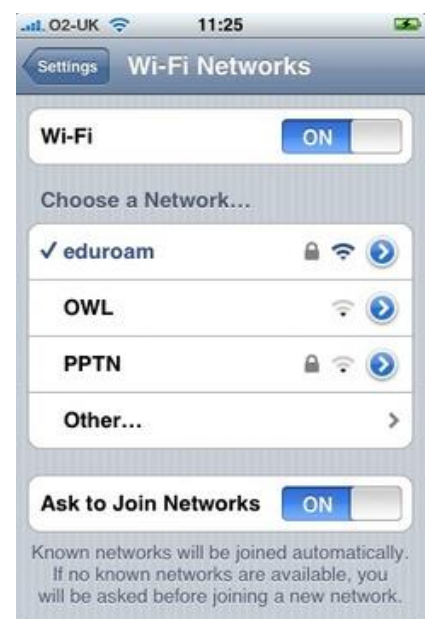 O2-UK 11:25
Settings Wi-Fi Networks
Wi-Fi ON
Choose a Network...
✓ eduroam
OWL
PPTN
Other...
Ask to Join Networks ON
Known networks will be joined automatically.
If no known networks are available, you
will be asked before joining a new network.